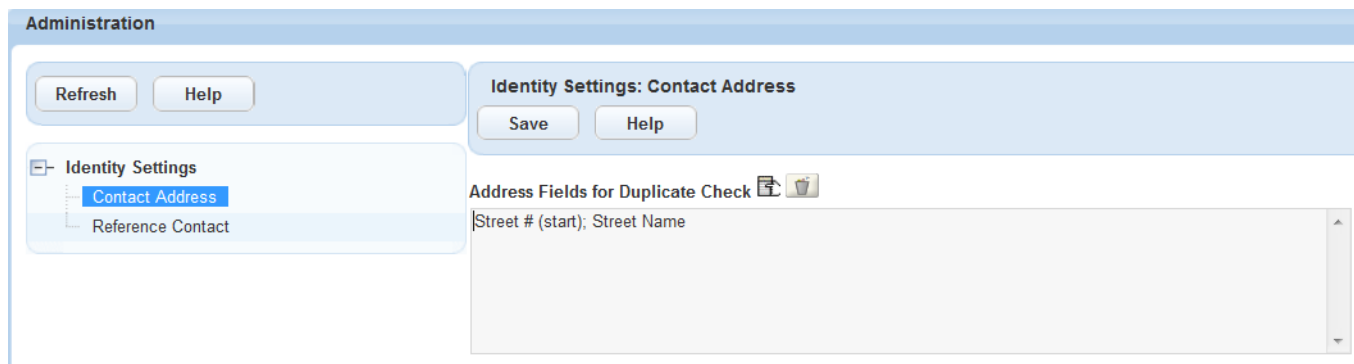 Administration
Refresh Help
Identity Settings
Contact Address
Reference Contact
Identity Settings: Contact Address
Save Help
Address Fields for Duplicate Check
Street # (start); Street Name